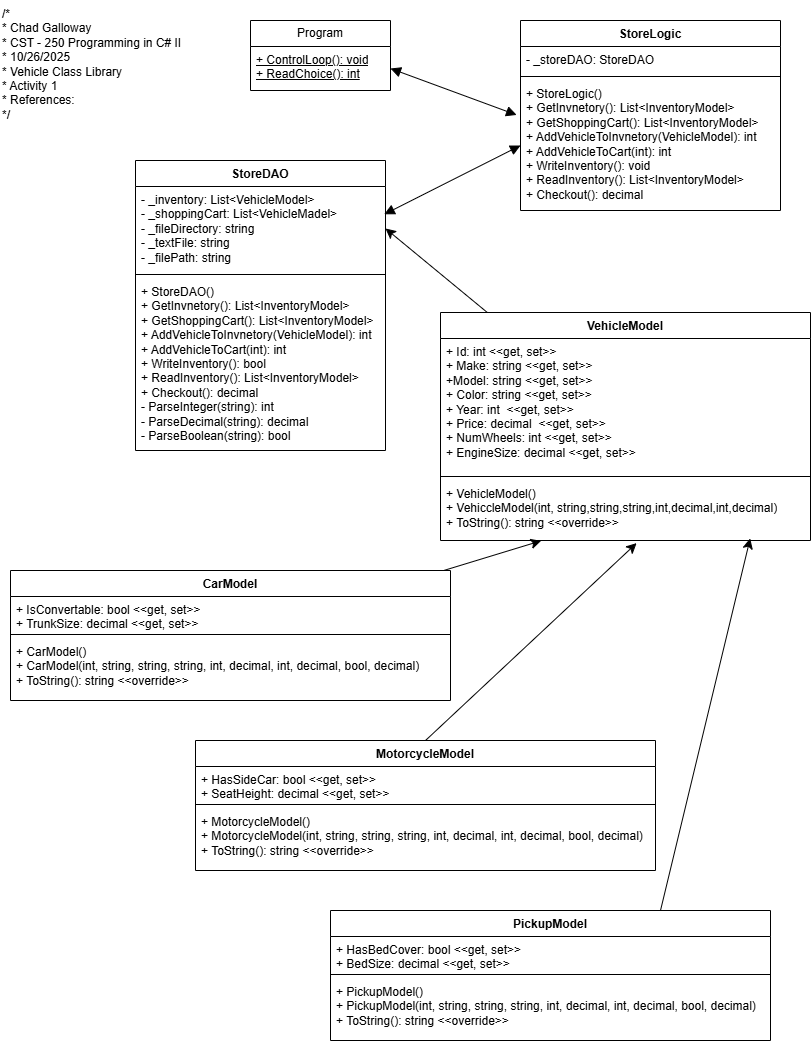 /*
* Chad Galloway
* CST - 250 Programming in C# II
* 10/26/2025
* Vehicle Class Library
* Activity 1
* References:
*/
Program
+ ControlLoop(): void
+ ReadChoice(): int
StoreLogic
- _storeDAO: StoreDAO
+ StoreLogic()
+ GetInvnetory(): List<InventoryModel>
+ GetShoppingCart(): List<InventoryModel>
+ AddVehicleToInvnetory(VehicleModel): int
+ AddVehicleToCart(int): int
+ WriteInventory(): void
+ ReadInventory(): List<InventoryModel>
+ Checkout(): decimal
StoreDAO
- _inventory: List<VehicleModel>
- _shoppingCart: List<VehicleMadel>
- _fileDirectory: string
- _textFile: string
- _filePath: string
+ StoreDAO()
+ GetInvnetory(): List<InventoryModel>
+ GetShoppingCart(): List<InventoryModel>
+ AddVehicleToInvnetory(VehicleModel): int
+ AddVehicleToCart(int): int
+ WriteInventory(): bool
+ ReadInventory(): List<InventoryModel>
+ Checkout(): decimal
- ParseInteger(string): int
- ParseDecimal(string): decimal
- ParseBoolean(string): bool
VehicleModel
+ Id: int <<get, set>>
+ Make: string <<get, set>>
+Model: string <<get, set>>
+ Color: string <<get, set>>
+ Year: int  <<get, set>>
+ Price: decimal  <<get, set>>
+ NumWheels: int <<get, set>>
+ EngineSize: decimal <<get, set>>
+ VehicleModel()
+ VehiccleModel(int, string,string,string,int,decimal,int,decimal)
+ ToString(): string <<override>>
CarModel
+ IsConvertable: bool <<get, set>>
+ TrunkSize: decimal <<get, set>>
+ CarModel()
+ CarModel(int, string, string, string, int, decimal, int, decimal, bool, decimal)
+ ToString(): string <<override>>
MotorcycleModel
+ HasSideCar: bool <<get, set>>
+ SeatHeight: decimal <<get, set>>
+ MotorcycleModel()
+ MotorcycleModel(int, string, string, string, int, decimal, int, decimal, bool, decimal)
+ ToString(): string <<override>>
PickupModel
+ HasBedCover: bool <<get, set>>
+ BedSize: decimal <<get, set>>
+ PickupModel()
+ PickupModel(int, string, string, string, int, decimal, int, decimal, bool, decimal)
+ ToString(): string <<override>>